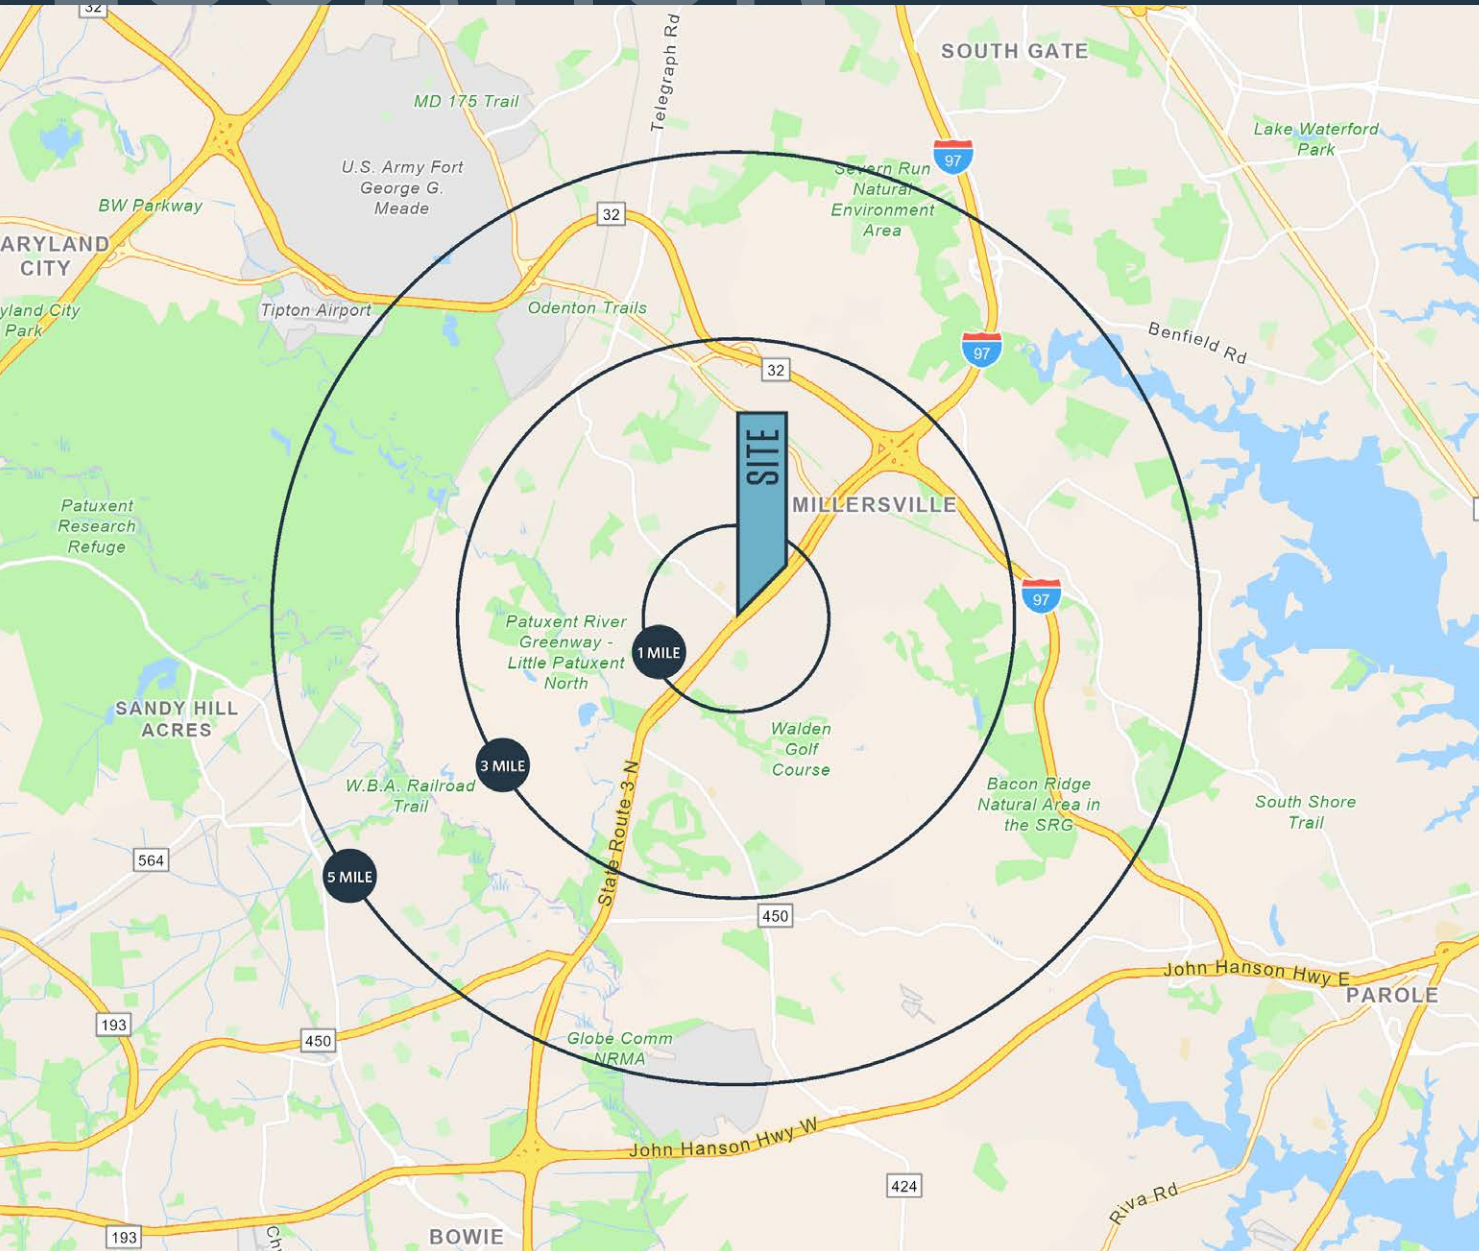 32
SOUTH GATE
Telegraph Rd
MD 175 Trail
Lake Waterford
Park
97
U.S. Army Fort
George G.
Meade
Severn Run
Natural
Environment
Area
BW Parkway
32
ARYLAND
CITY
yland City
Park
Tipton Airport
Odenton Trails
Benfield Rd
97
32
SITE
MILLERSVILLE
Patuxent
Research
Refuge
97
Patuxent River
Greenway -
Little Patuxent
North
1 MILE
SANDY HILL
ACRES
Walden
Golf
Course
3 MILE
W.B.A. Railroad
Trail
State Route 3 N
Bacon Ridge
Natural Area in
the SRG
South Shore
Trail
564
5 MILE
450
John Hanson Hwy E
PAROLE
193
450
Globe Comm
NRMA
John Hanson Hwy W
424
Riva Rd
193
BOWIE